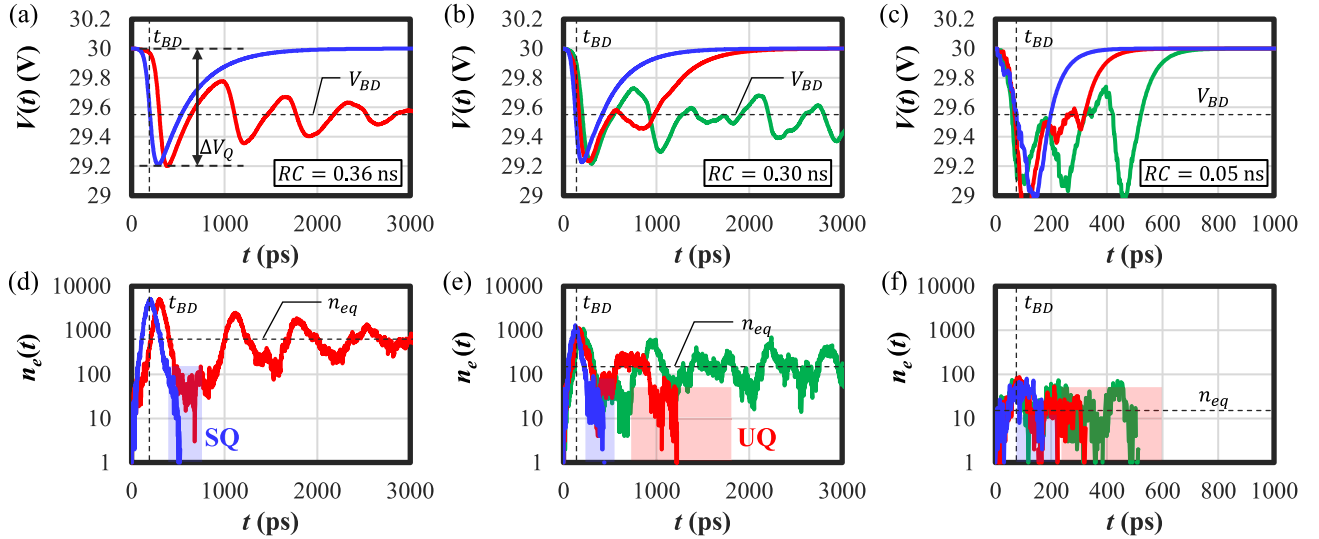 (a)
30.2
30
29.8
29.6
29.4
29.2
29
V(t) (V)
t_BD
V_BD
ΔV_Q
RC = 0.36 ns
0
1000
2000
3000
t (ps)
(b)
30.2
30
29.8
29.6
29.4
29.2
29
V(t) (V)
t_BD
V_BD
RC = 0.30 ns
0
1000
2000
3000
t (ps)
(c)
30.2
30
29.8
29.6
29.4
29.2
29
V(t) (V)
t_BD
V_BD
RC = 0.05 ns
0
200
400
600
800
1000
t (ps)
(d)
10000
1000
100
10
1
n_e(t)
t_BD
n_eq
SQ
0
1000
2000
3000
t (ps)
(e)
10000
1000
100
10
1
n_e(t)
t_BD
n_eq
UQ
0
1000
2000
3000
t (ps)
(f)
10000
1000
100
10
1
n_e(t)
t_BD
n_eq
0
200
400
600
800
1000
t (ps)